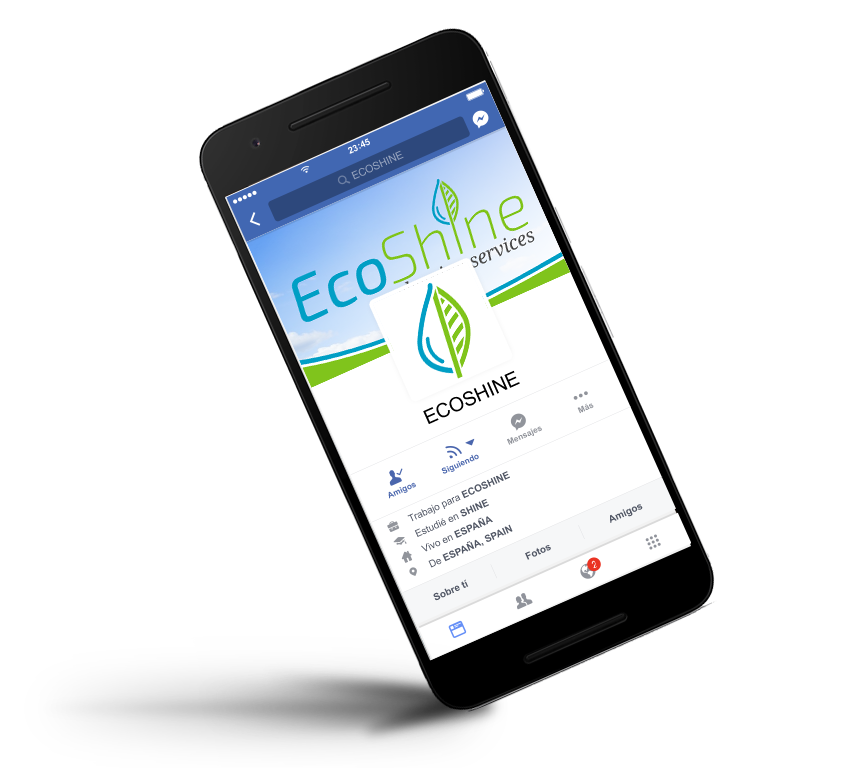 23:45
ECOSHINE
EcoShine
services
ECOSHINE
Amigos
Siguiendo
Mensajes
Más
Trabajo para ECOSHINE
Estudié en SHINE
Vivo en ESPAÑA
De ESPAÑA, SPAIN
Sobre tí
Fotos
Amigos
2